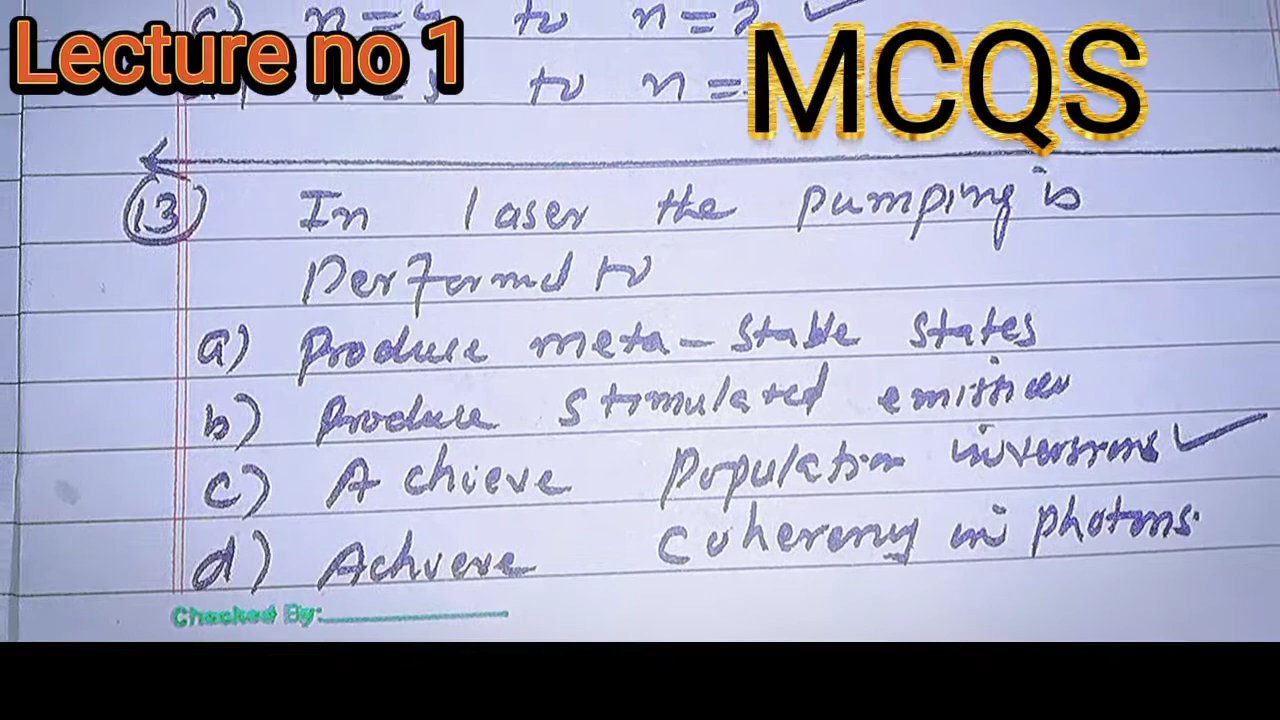 c) n=
to n=
Lecture no 1
MCQS
to n=
13 In laser the pumping is
performd to
a) produce meta-stable states
b) produce stimulated emission
c) Achieve population inversions ✓
d) Achieve coherency in photons.
Checked By: